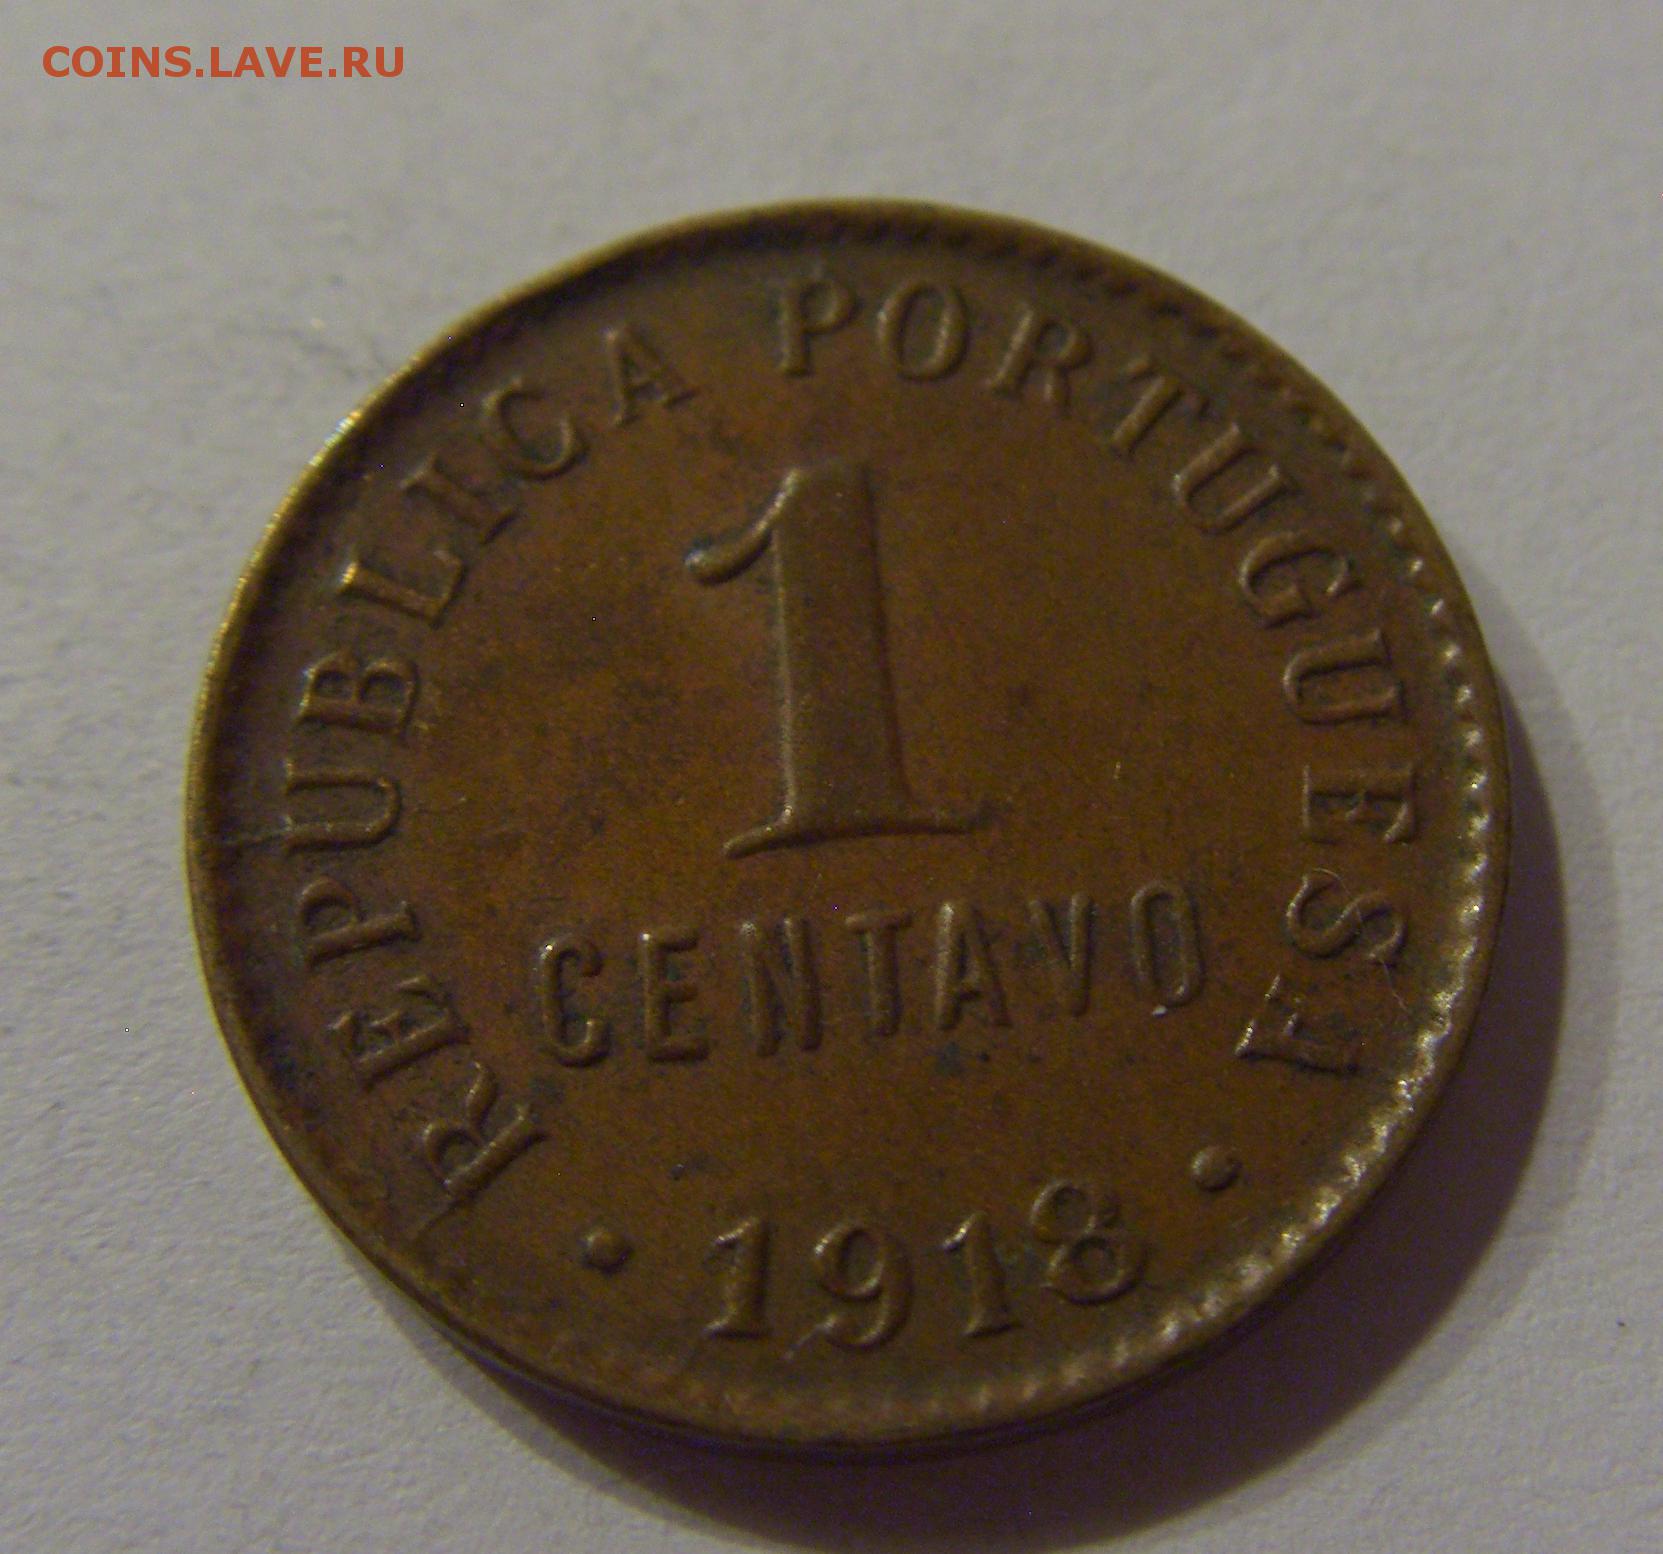 COINS.LAVE.RU
REPUBLICA PORTUGUESA
1
CENTAVO
· 1918 ·